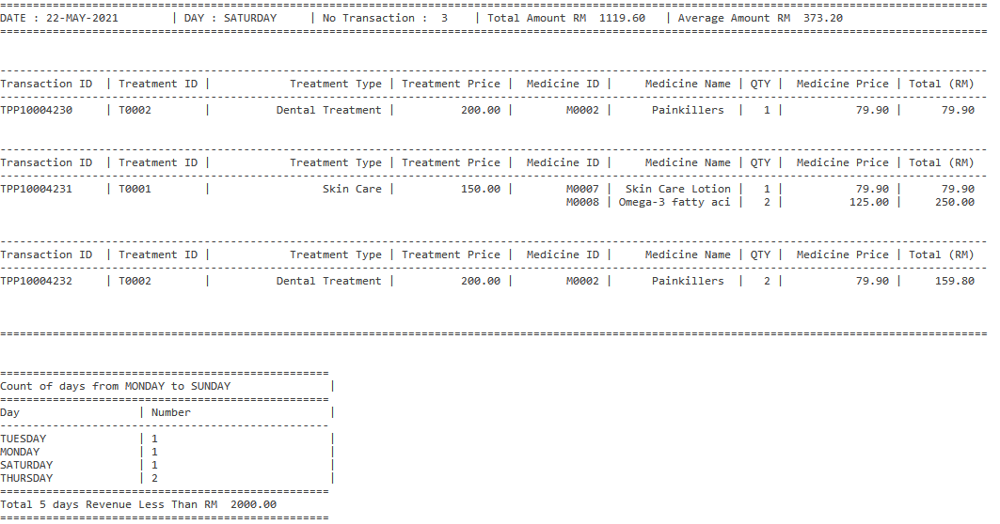 ================================================================================
DATE : 22-MAY-2021 | DAY : SATURDAY | No Transaction : 3 | Total Amount RM 1119.60 | Average Amount RM 373.20
================================================================================
--------------------------------------------------------------------------------
Transaction ID | Treatment ID | Treatment Type | Treatment Price | Medicine ID | Medicine Name | QTY | Medicine Price | Total (RM)
--------------------------------------------------------------------------------
TPP10004230 | T0002 | Dental Treatment | 200.00 | M0002 | Painkillers | 1 | 79.90 | 79.90
--------------------------------------------------------------------------------
Transaction ID | Treatment ID | Treatment Type | Treatment Price | Medicine ID | Medicine Name | QTY | Medicine Price | Total (RM)
--------------------------------------------------------------------------------
TPP10004231 | T0001 | Skin Care | 150.00 | M0007 | Skin Care Lotion | 1 | 79.90 | 79.90
M0008 | Omega-3 fatty aci | 2 | 125.00 | 250.00
--------------------------------------------------------------------------------
Transaction ID | Treatment ID | Treatment Type | Treatment Price | Medicine ID | Medicine Name | QTY | Medicine Price | Total (RM)
--------------------------------------------------------------------------------
TPP10004232 | T0002 | Dental Treatment | 200.00 | M0002 | Painkillers | 2 | 79.90 | 159.80
================================================================================
==================================================
Count of days from MONDAY to SUNDAY |
==================================================
Day | Number |
--------------------------------------------------
TUESDAY | 1 |
MONDAY | 1 |
SATURDAY | 1 |
THURSDAY | 2 |
==================================================
Total 5 days Revenue Less Than RM 2000.00
==================================================